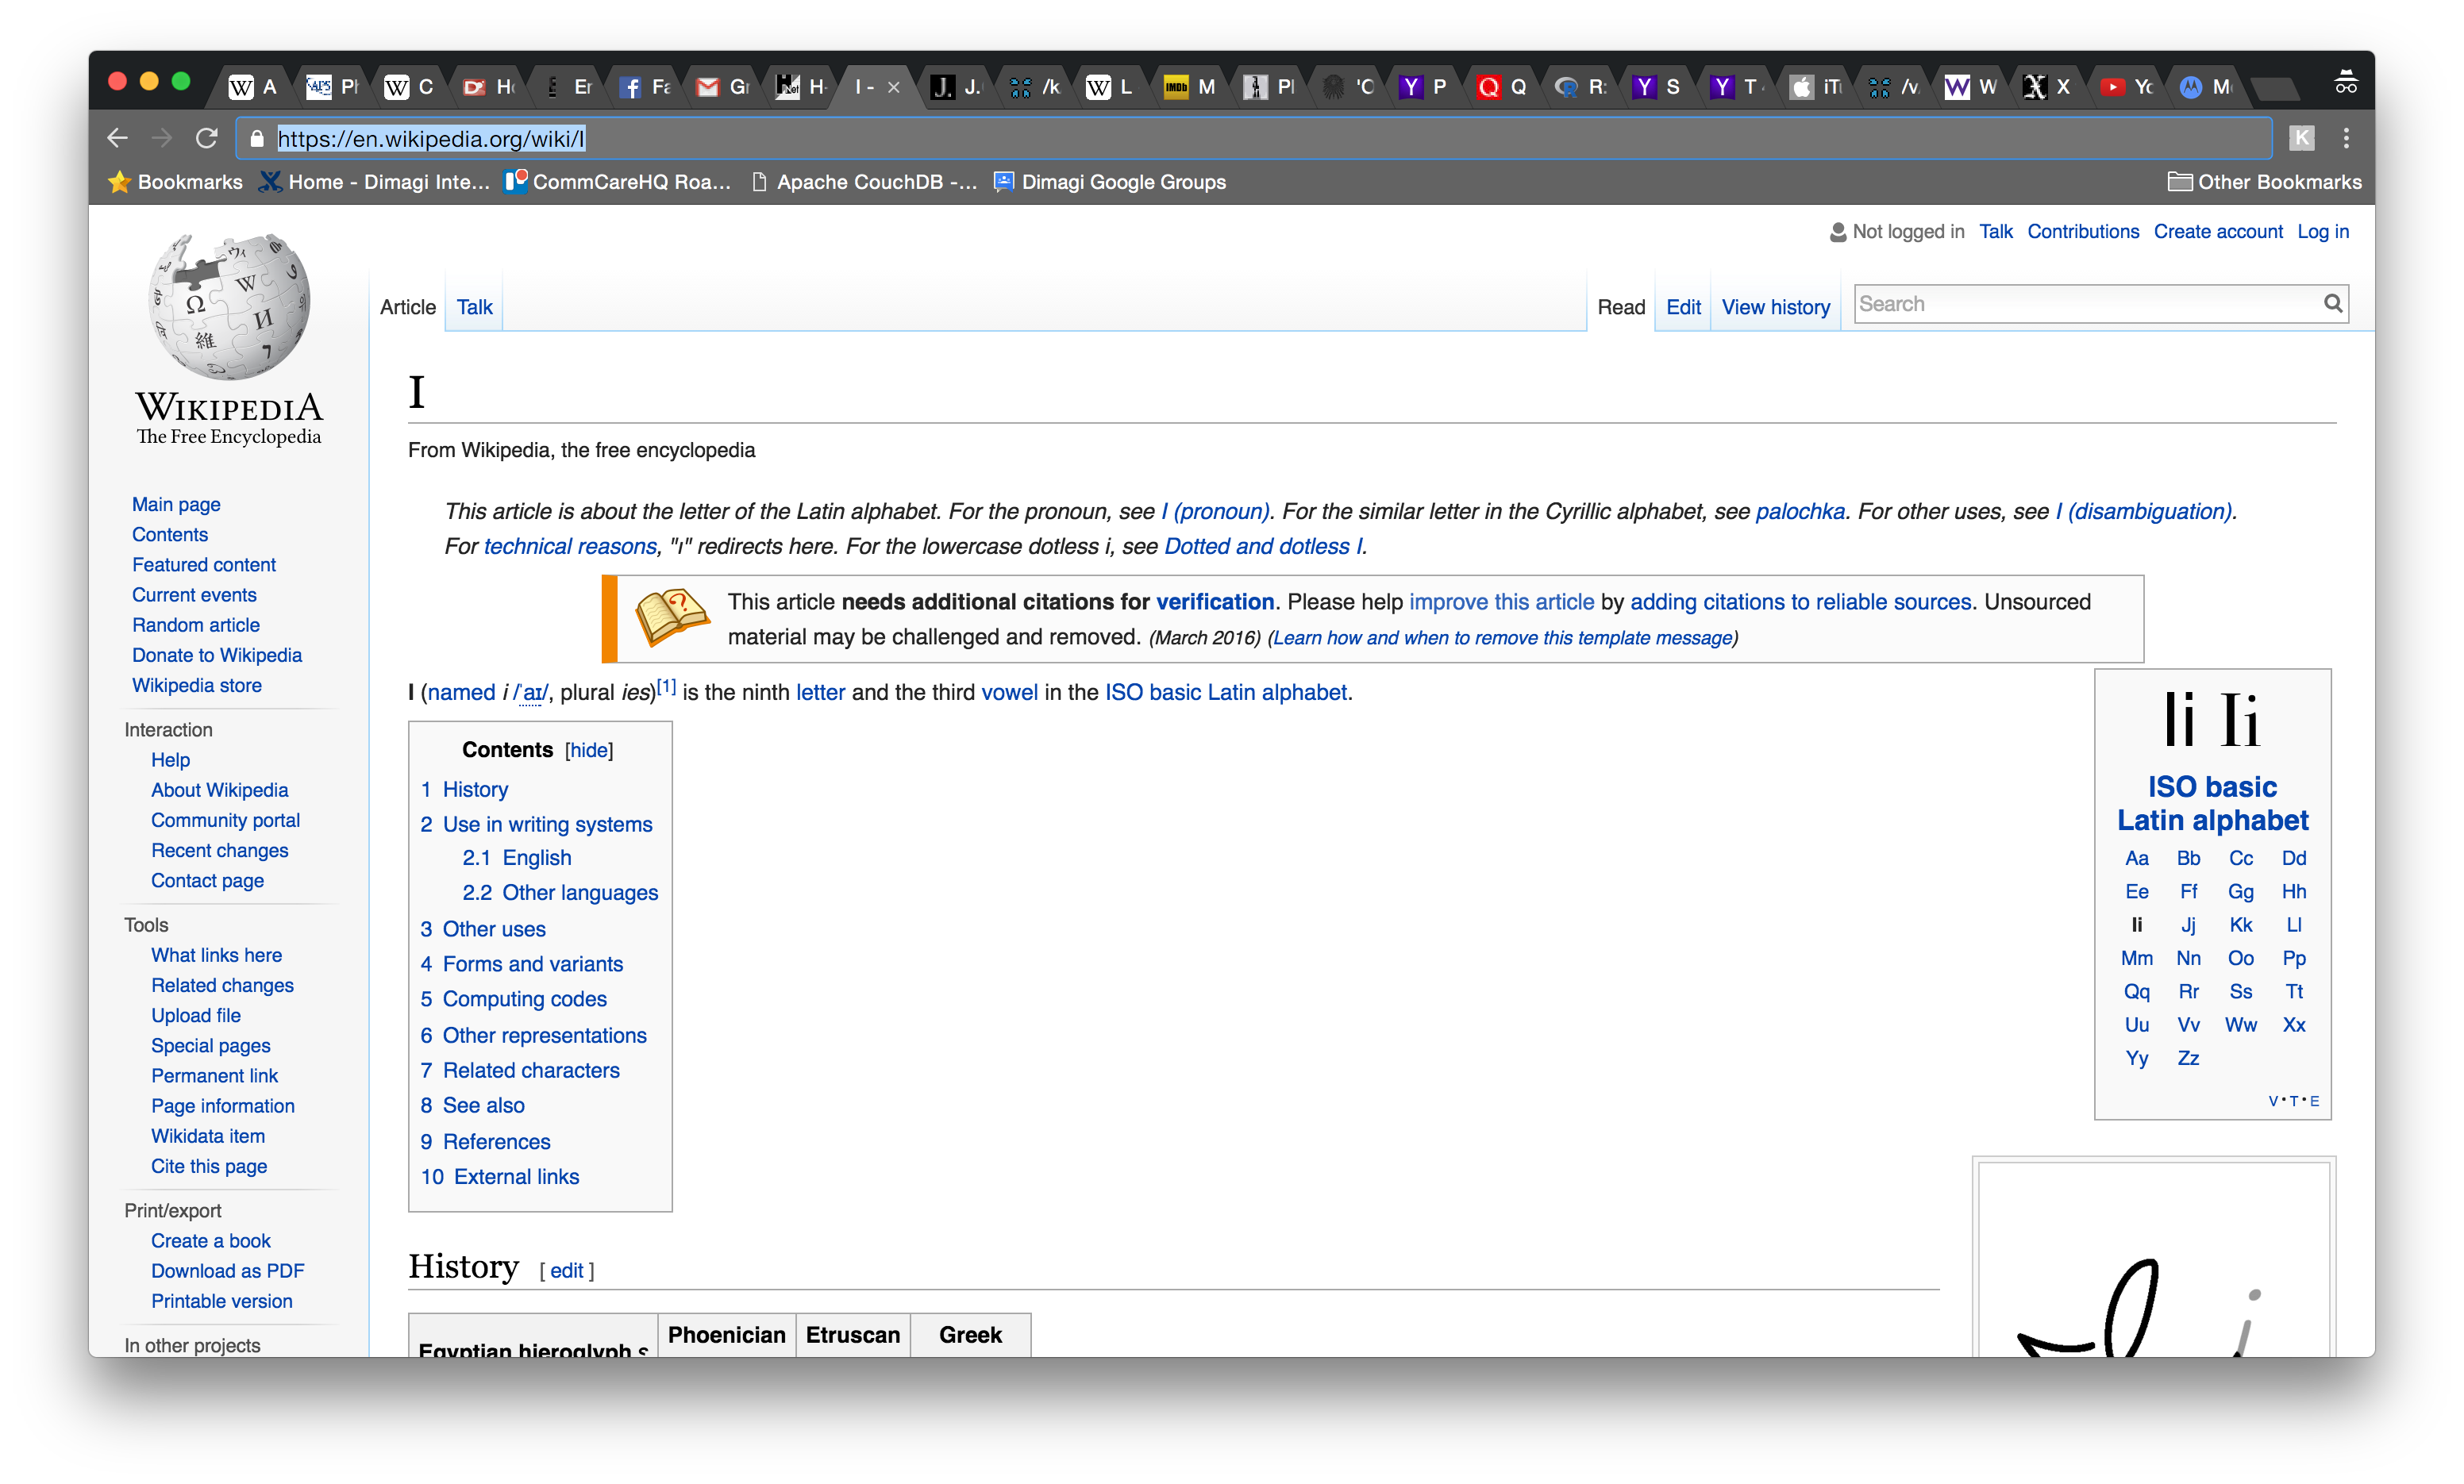 A
Ph
C
Ho
Er
Fa
Gr
H
I -
J.
/k
L
M
Pl
'O
P
Q
R:
S
T
iTu
/v
W
X
Yo
Mo
https://en.wikipedia.org/wiki/I
K
Bookmarks Home - Dimagi Inte... CommCareHQ Roa... Apache CouchDB -... Dimagi Google Groups Other Bookmarks
Not logged in Talk Contributions Create account Log in
WIKIPEDIA
The Free Encyclopedia
Article Talk Read Edit View history Search
Main page
Contents
Featured content
Current events
Random article
Donate to Wikipedia
Wikipedia store
Interaction
Help
About Wikipedia
Community portal
Recent changes
Contact page
Tools
What links here
Related changes
Upload file
Special pages
Permanent link
Page information
Wikidata item
Cite this page
Print/export
Create a book
Download as PDF
Printable version
In other projects
I
From Wikipedia, the free encyclopedia
This article is about the letter of the Latin alphabet. For the pronoun, see I (pronoun). For the similar letter in the Cyrillic alphabet, see palochka. For other uses, see I (disambiguation).
For technical reasons, "ı" redirects here. For the lowercase dotless i, see Dotted and dotless I.
This article needs additional citations for verification. Please help improve this article by adding citations to reliable sources. Unsourced
material may be challenged and removed. (March 2016) (Learn how and when to remove this template message)
I (named i /ˈaɪ/, plural ies)[1] is the ninth letter and the third vowel in the ISO basic Latin alphabet.
Contents [hide]
1 History
2 Use in writing systems
2.1 English
2.2 Other languages
3 Other uses
4 Forms and variants
5 Computing codes
6 Other representations
7 Related characters
8 See also
9 References
10 External links
Ii Ii
ISO basic
Latin alphabet
Aa Bb Cc Dd
Ee Ff Gg Hh
Ii Jj Kk Ll
Mm Nn Oo Pp
Qq Rr Ss Tt
Uu Vv Ww Xx
Yy Zz
V · T · E
History [ edit ]
Egyptian hieroglyph ꜥ Phoenician Etruscan Greek